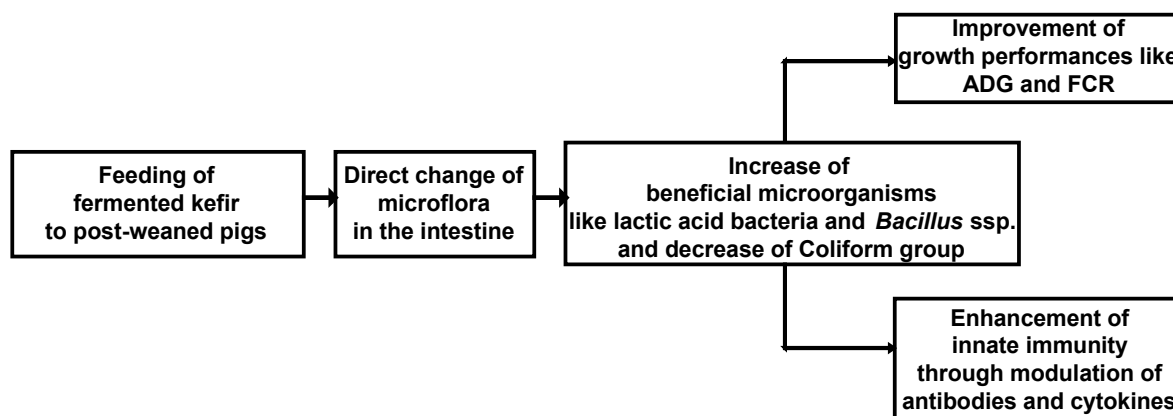 Feeding of
fermented kefir
to post-weaned pigs
Direct change of
microflora
in the intestine
Increase of
beneficial microorganisms
like lactic acid bacteria and Bacillus ssp.
and decrease of Coliform group
Improvement of
growth performances like
ADG and FCR
Enhancement of
innate immunity
through modulation of
antibodies and cytokines